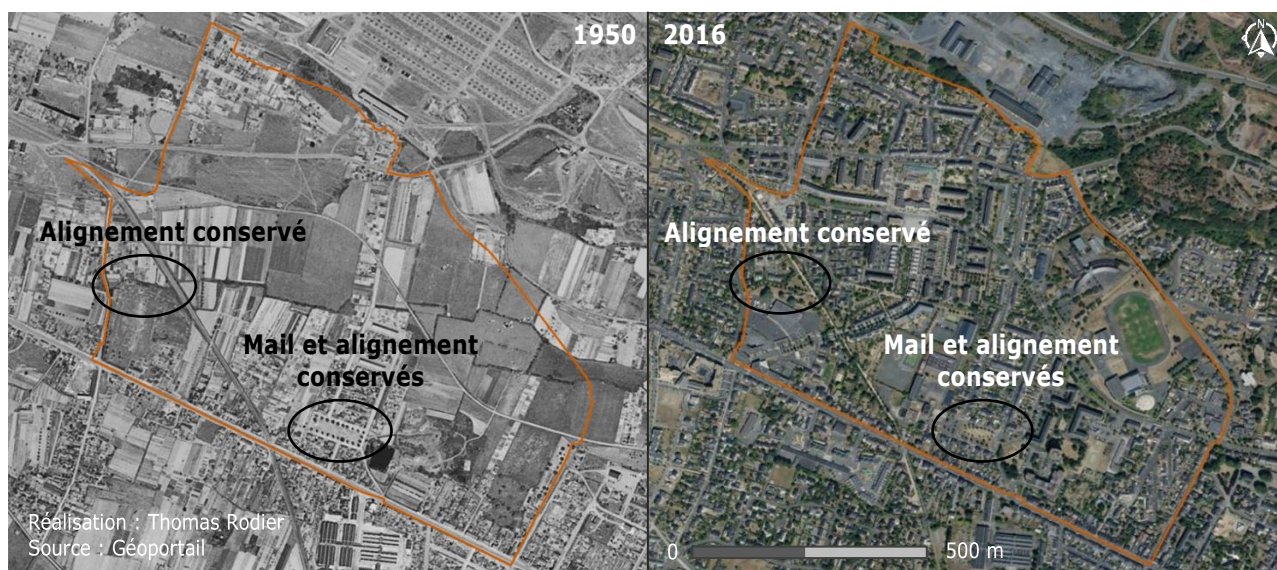 1950
2016
N
Alignement conservé
Alignement conservé
Mail et alignement
conservés
Mail et alignement
conservés
Réalisation : Thomas Rodier
Source : Géoportail
0
500 m